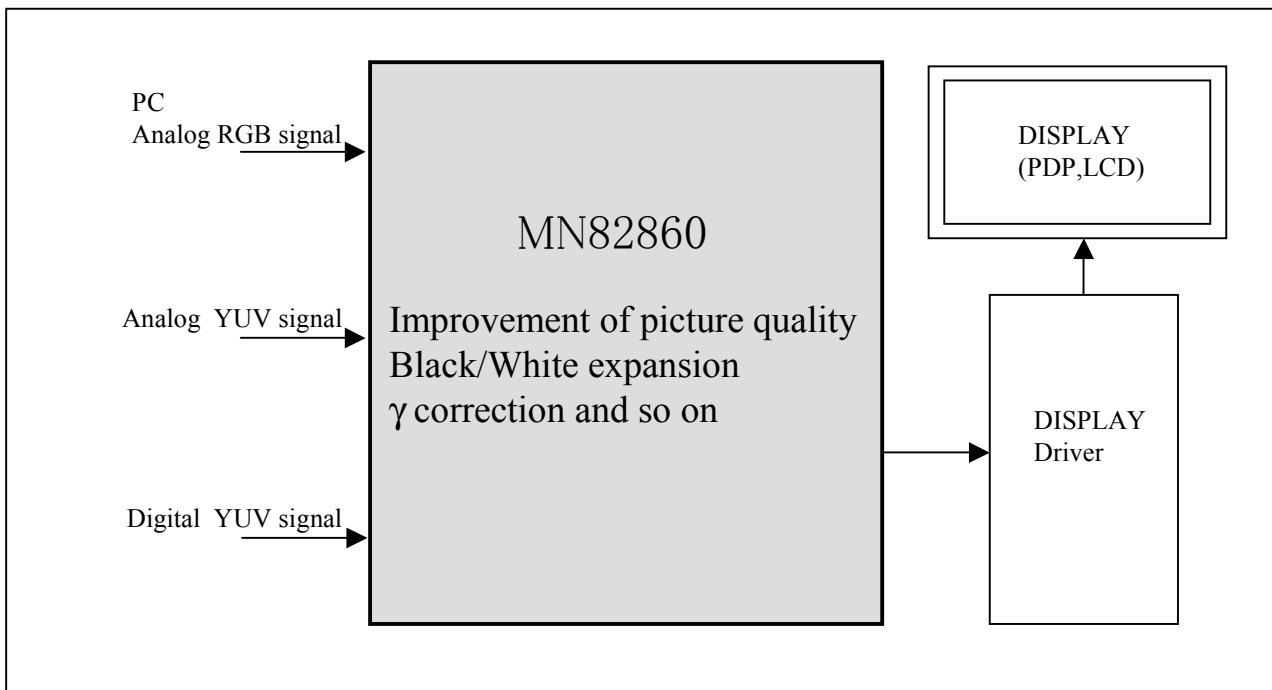 PC
Analog RGB signal
Analog YUV signal
Digital YUV signal
MN82860
Improvement of picture quality
Black/White expansion
γ correction and so on
DISPLAY
(PDP,LCD)
DISPLAY
Driver